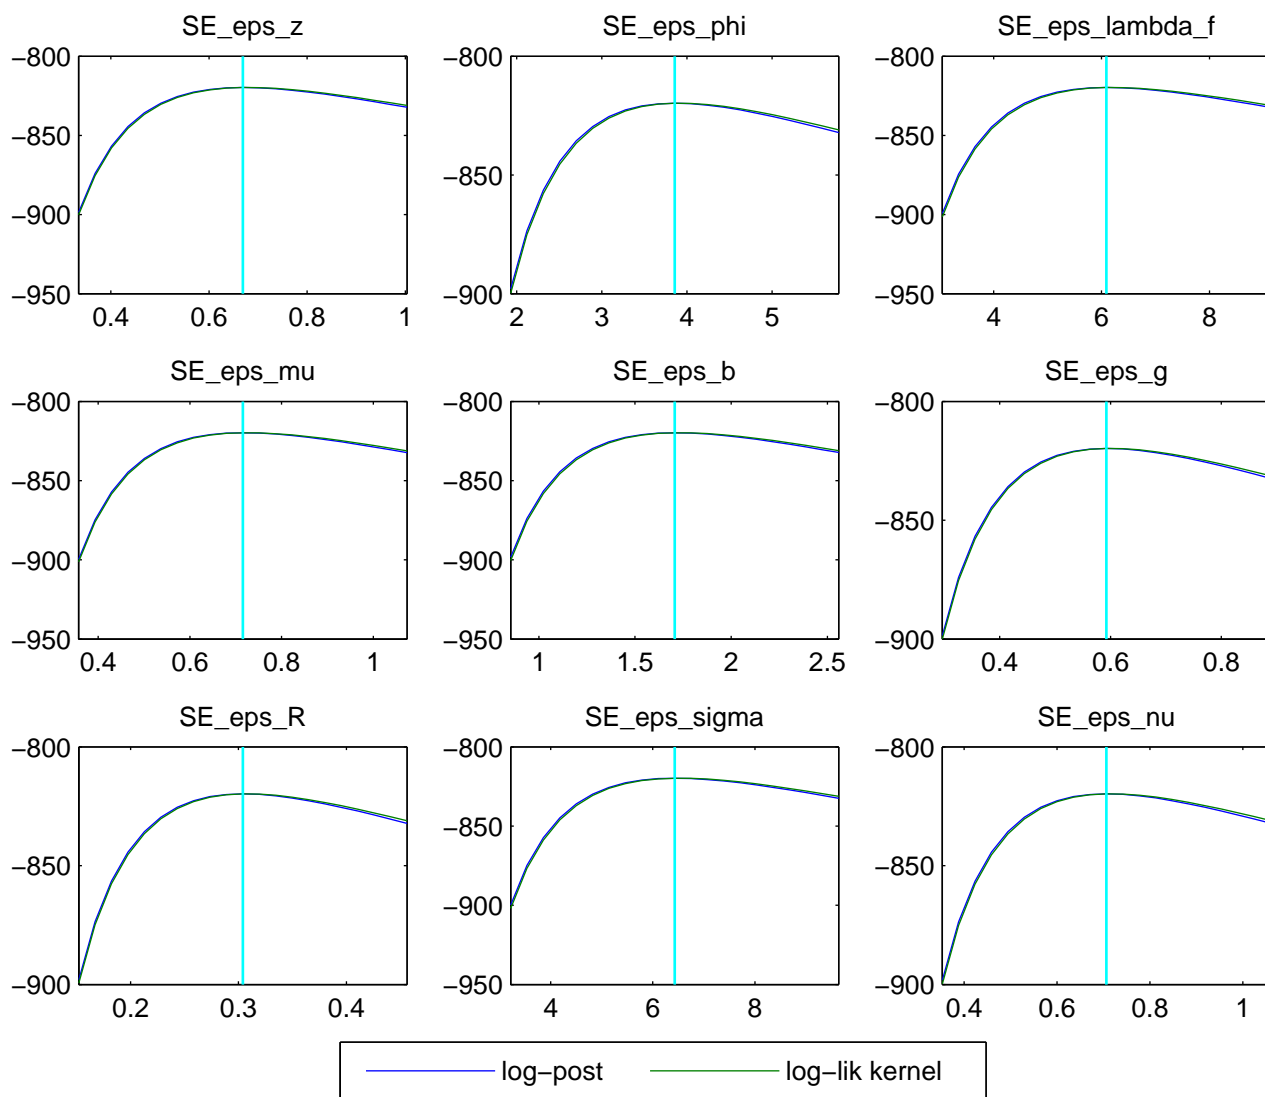 SE_eps_z
SE_eps_phi
SE_eps_lambda_f
−800
−850
−900
−950
0.4 0.6 0.8 1
−800
−850
−900
2 3 4 5
−800
−850
−900
−950
4 6 8
SE_eps_mu
SE_eps_b
SE_eps_g
−800
−850
−900
−950
0.4 0.6 0.8 1
−800
−850
−900
−950
1 1.5 2 2.5
−800
−850
−900
0.4 0.6 0.8
SE_eps_R
SE_eps_sigma
SE_eps_nu
−800
−850
−900
0.2 0.3 0.4
−800
−850
−900
−950
4 6 8
−800
−850
−900
0.4 0.6 0.8 1
log−post
log−lik kernel